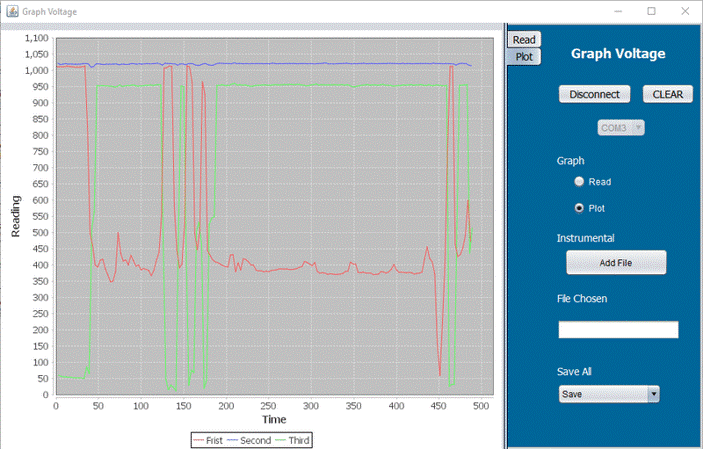 Graph Voltage
1,100
1,050
1,000
950
900
850
800
750
700
650
600
550
500
450
400
350
300
250
200
150
100
50
0
Reading
0 50 100 150 200 250 300 350 400 450 500
Time
Frist Second Third
Read
Plot
Graph Voltage
Disconnect CLEAR
COM3
Graph
Read
Plot
Instrumental
Add File
File Chosen
Save All
Save